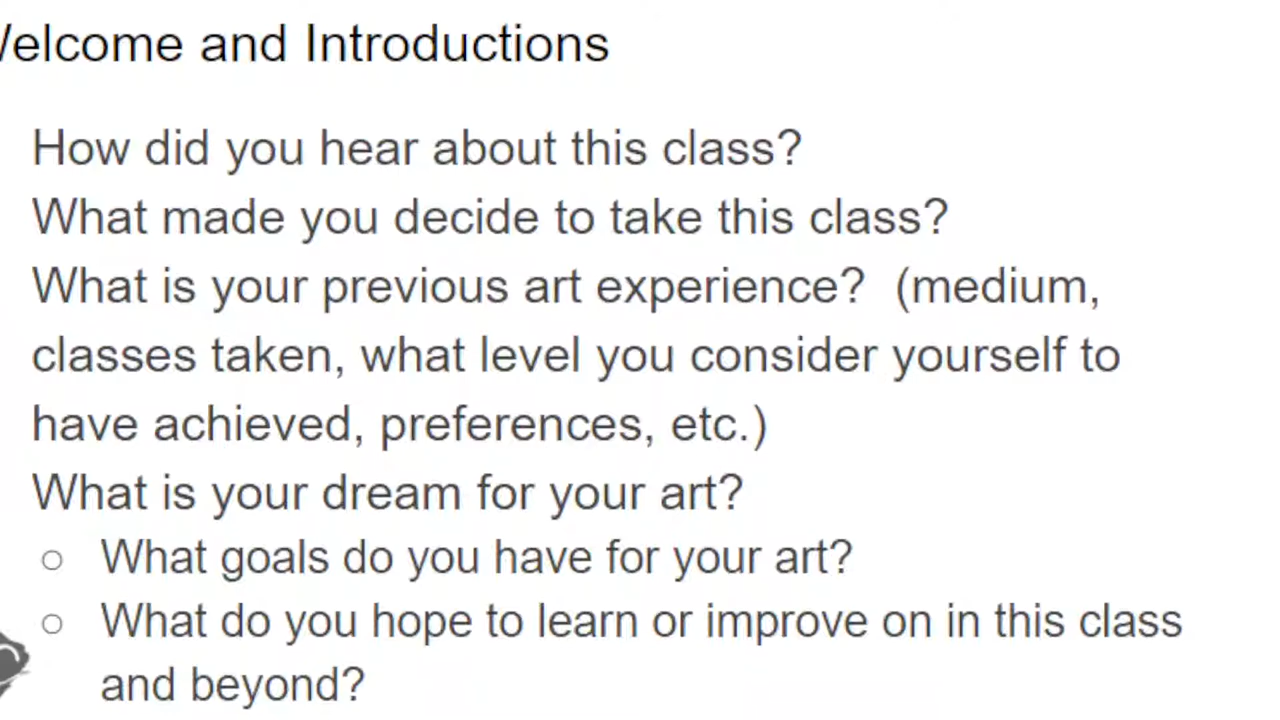 Welcome and Introductions
How did you hear about this class?
What made you decide to take this class?
What is your previous art experience?  (medium,
classes taken, what level you consider yourself to
have achieved, preferences, etc.)
What is your dream for your art?
○ What goals do you have for your art?
○ What do you hope to learn or improve on in this class
and beyond?